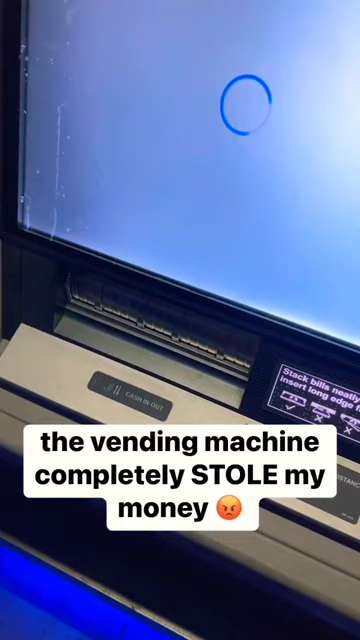 CASH IN-OUT
Stack bills neatly
insert long edge
the vending machine
completely STOLE my
money 😡